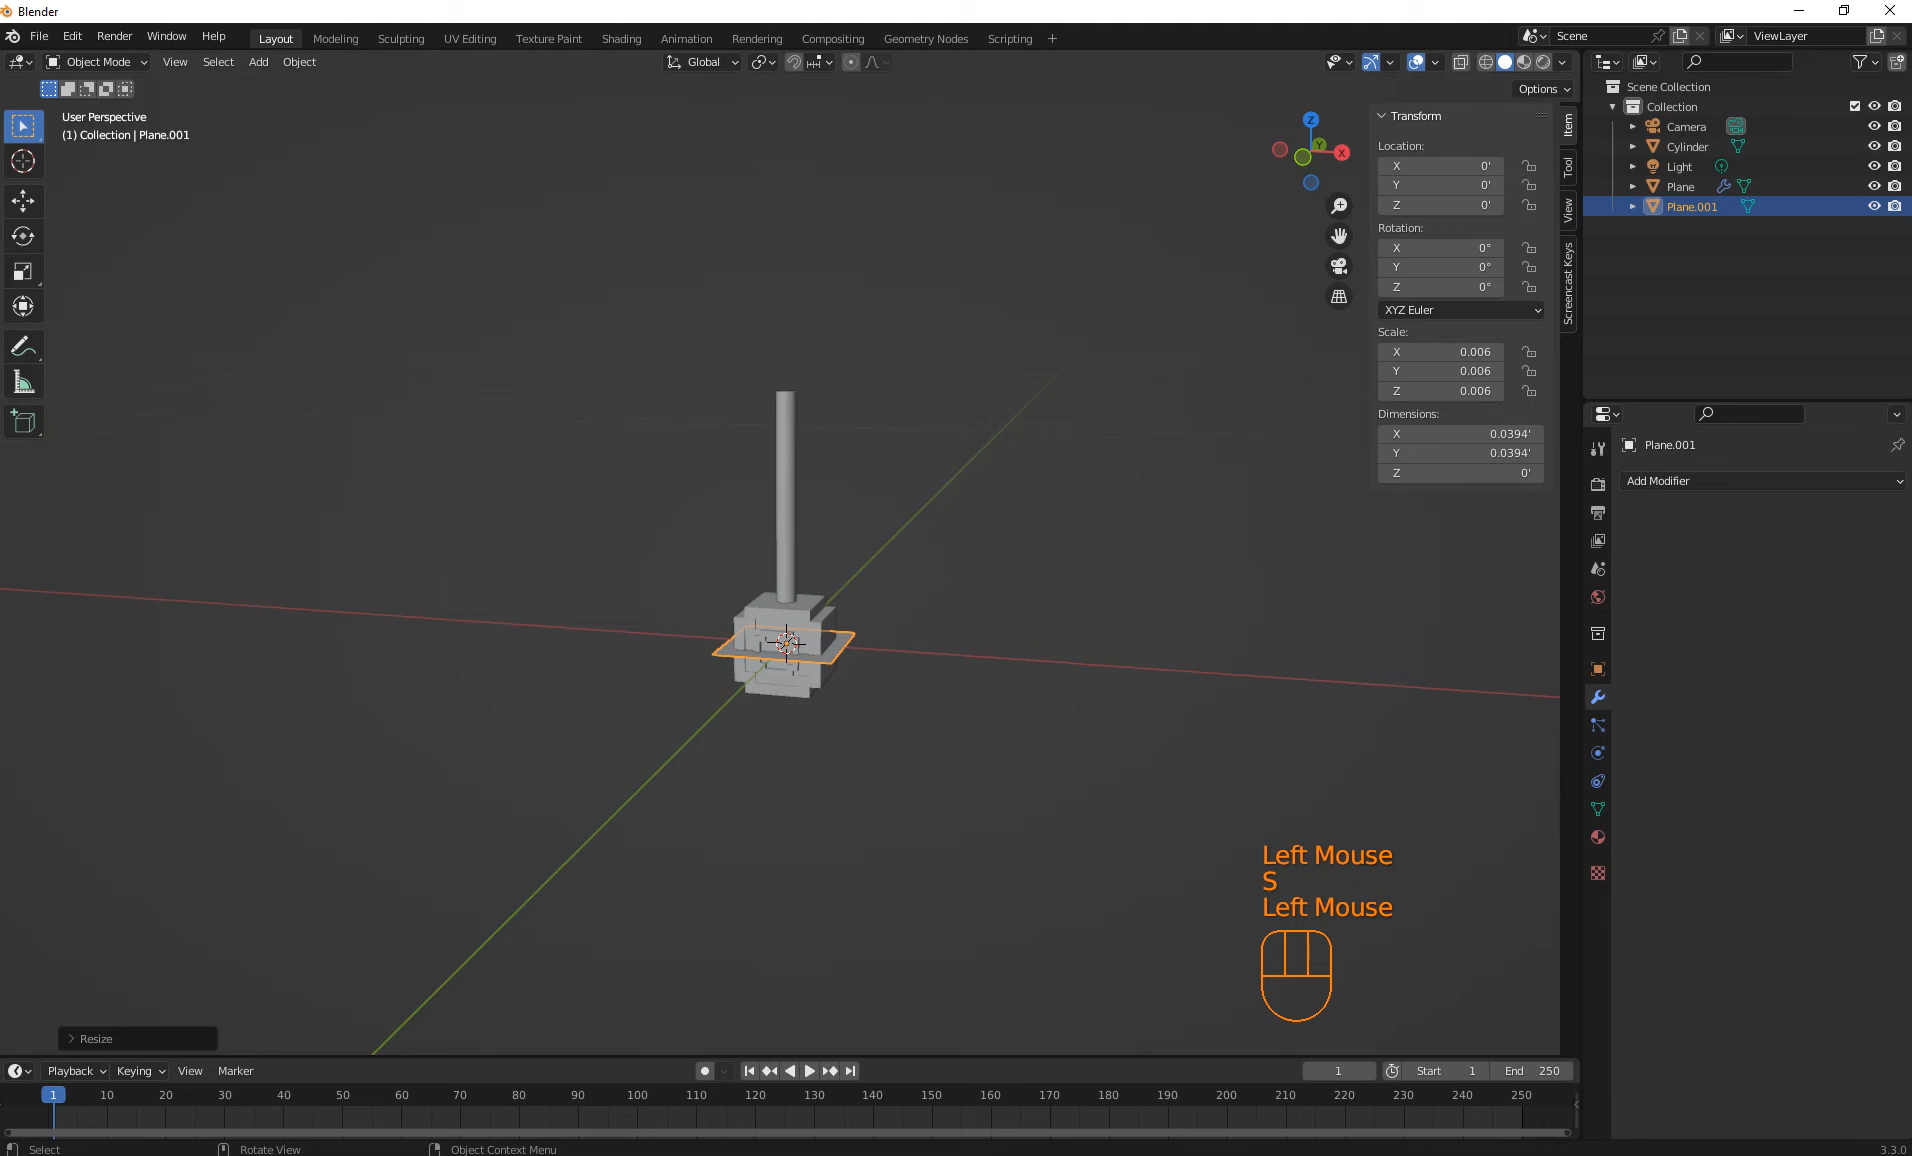 Blender
File Edit Render Window Help Layout Modeling Sculpting UV Editing Texture Paint Shading Animation Rendering Compositing Geometry Nodes Scripting + Scene ViewLayer
Object Mode View Select Add Object Global
Options
User Perspective
(1) Collection | Plane.001
Z
Y
X
Transform
Location:
X 0'
Y 0'
Z 0'
Rotation:
X 0°
Y 0°
Z 0°
XYZ Euler
Scale:
X 0.006
Y 0.006
Z 0.006
Dimensions:
X 0.0394'
Y 0.0394'
Z 0'
Item
Tool
View
Screencast Keys
Scene Collection
Collection
Camera
Cylinder
Light
Plane
Plane.001
Plane.001
Add Modifier
Left Mouse
S
Left Mouse
Resize
Playback Keying View Marker 1 Start 1 End 250
1 10 20 30 40 50 60 70 80 90 100 110 120 130 140 150 160 170 180 190 200 210 220 230 240 250
Select Rotate View Object Context Menu 3.3.0